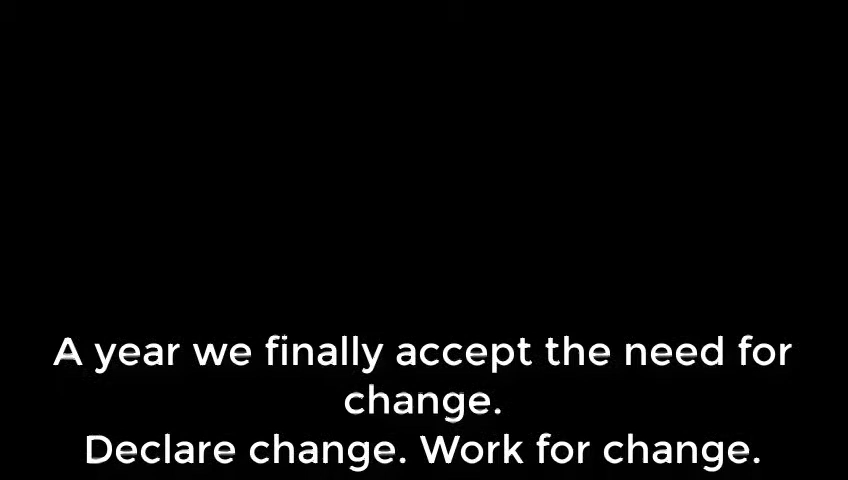 A year we finally accept the need for
change.
Declare change. Work for change.